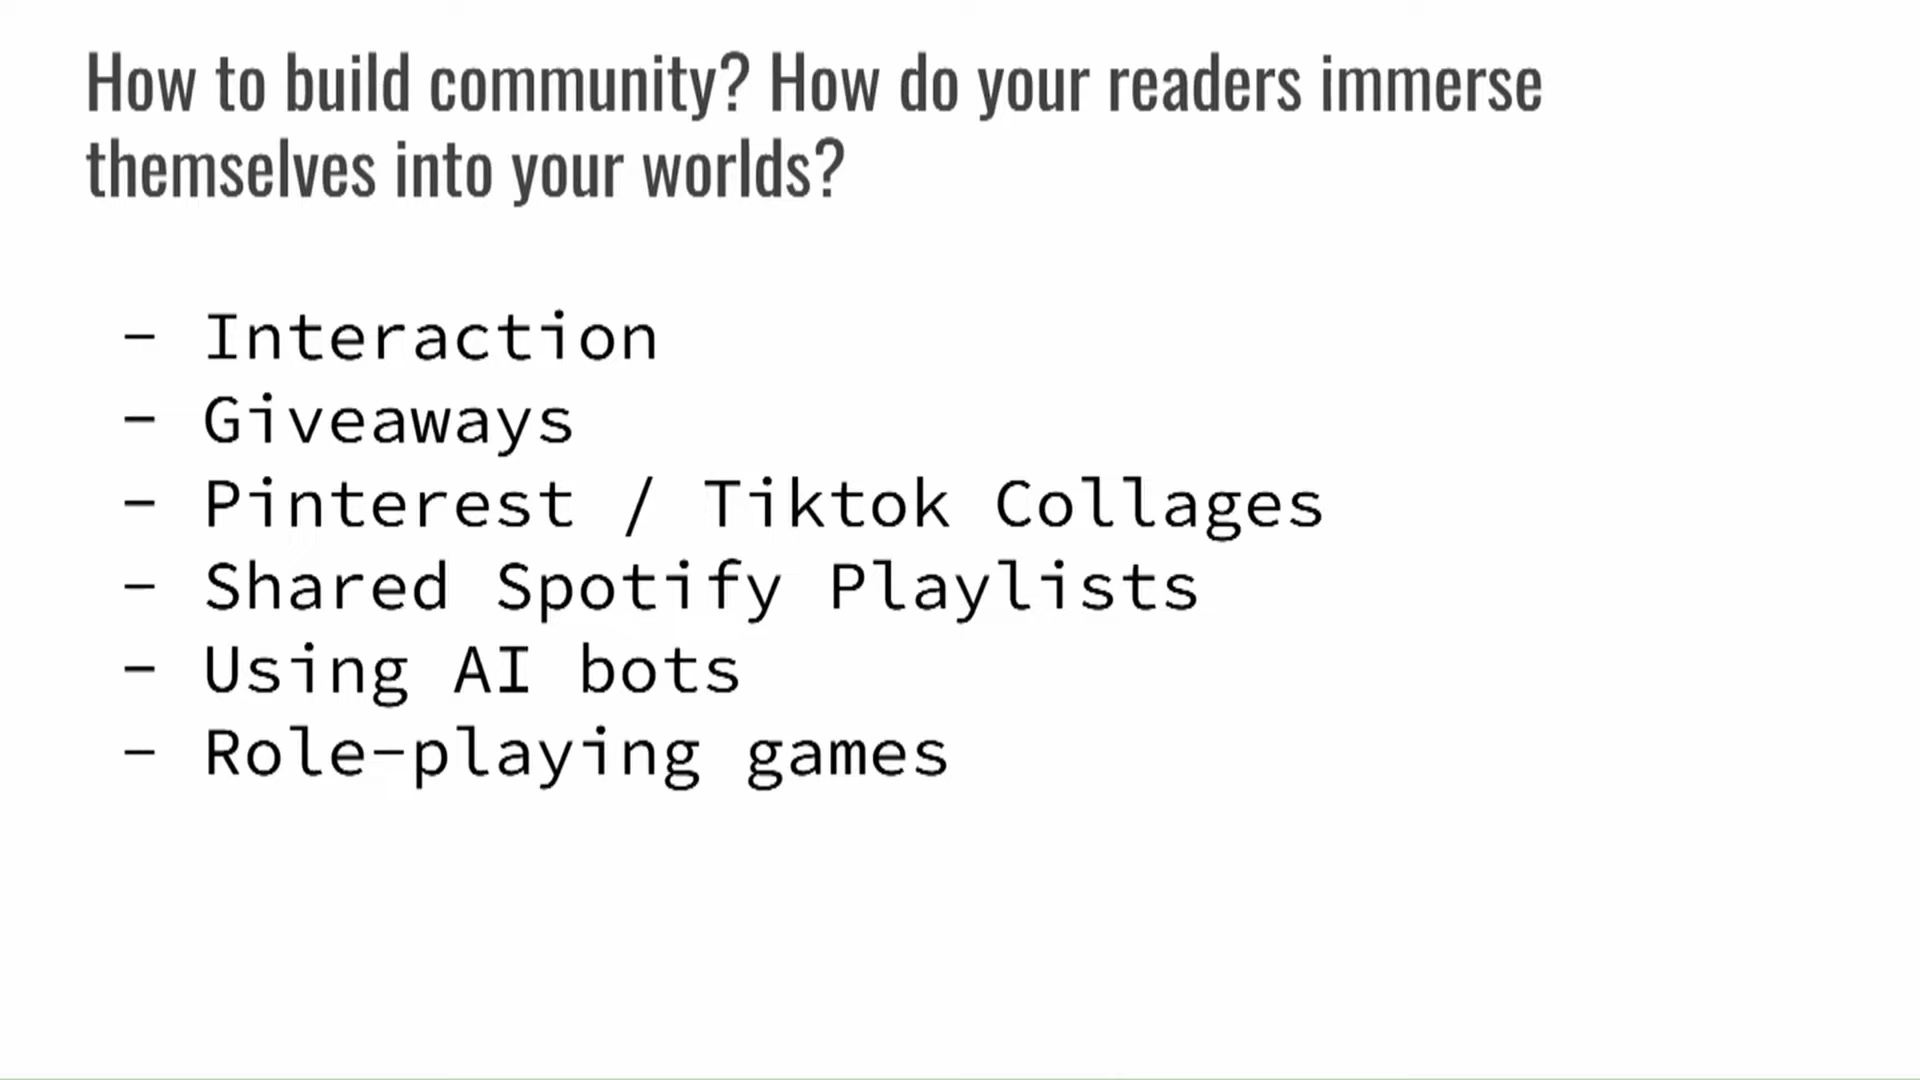 How to build community? How do your readers immerse
themselves into your worlds?
- Interaction
- Giveaways
- Pinterest / Tiktok Collages
- Shared Spotify Playlists
- Using AI bots
- Role-playing games